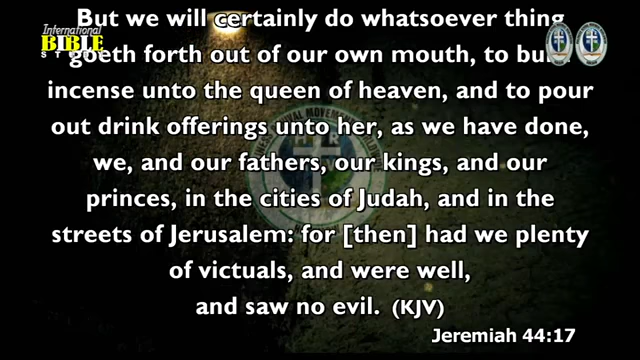 But we will certainly do whatsoever thing
International
BIBLE
goeth forth out of our own mouth, to burn
incense unto the queen of heaven, and to pour
out drink offerings unto her, as we have done,
we, and our fathers, our kings, and our
princes, in the cities of Judah, and in the
streets of Jerusalem: for [then] had we plenty
of victuals, and were well,
and saw no evil. (KJV)
Jeremiah 44:17